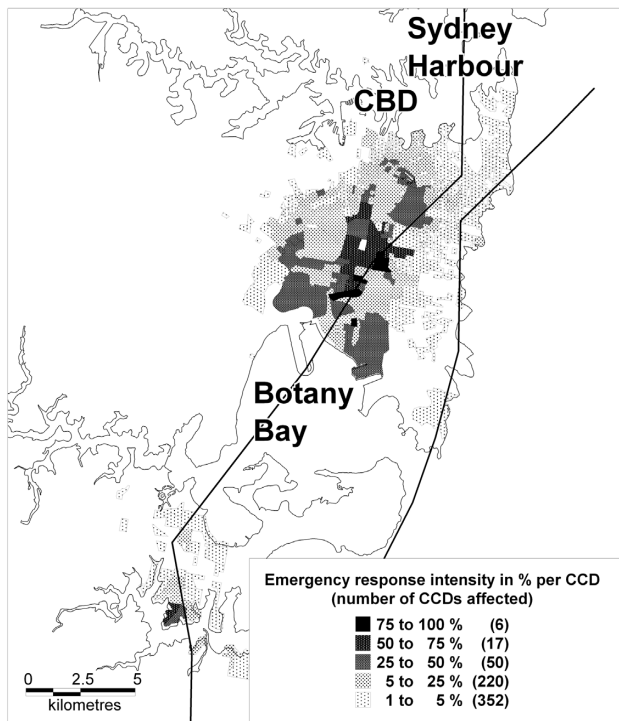 Sydney
Harbour
CBD
Botany
Bay
Emergency response intensity in % per CCD
(number of CCDs affected)
75 to 100 % (6)
50 to 75 % (17)
25 to 50 % (50)
5 to 25 % (220)
1 to 5 % (352)
0 2.5 5
kilometres